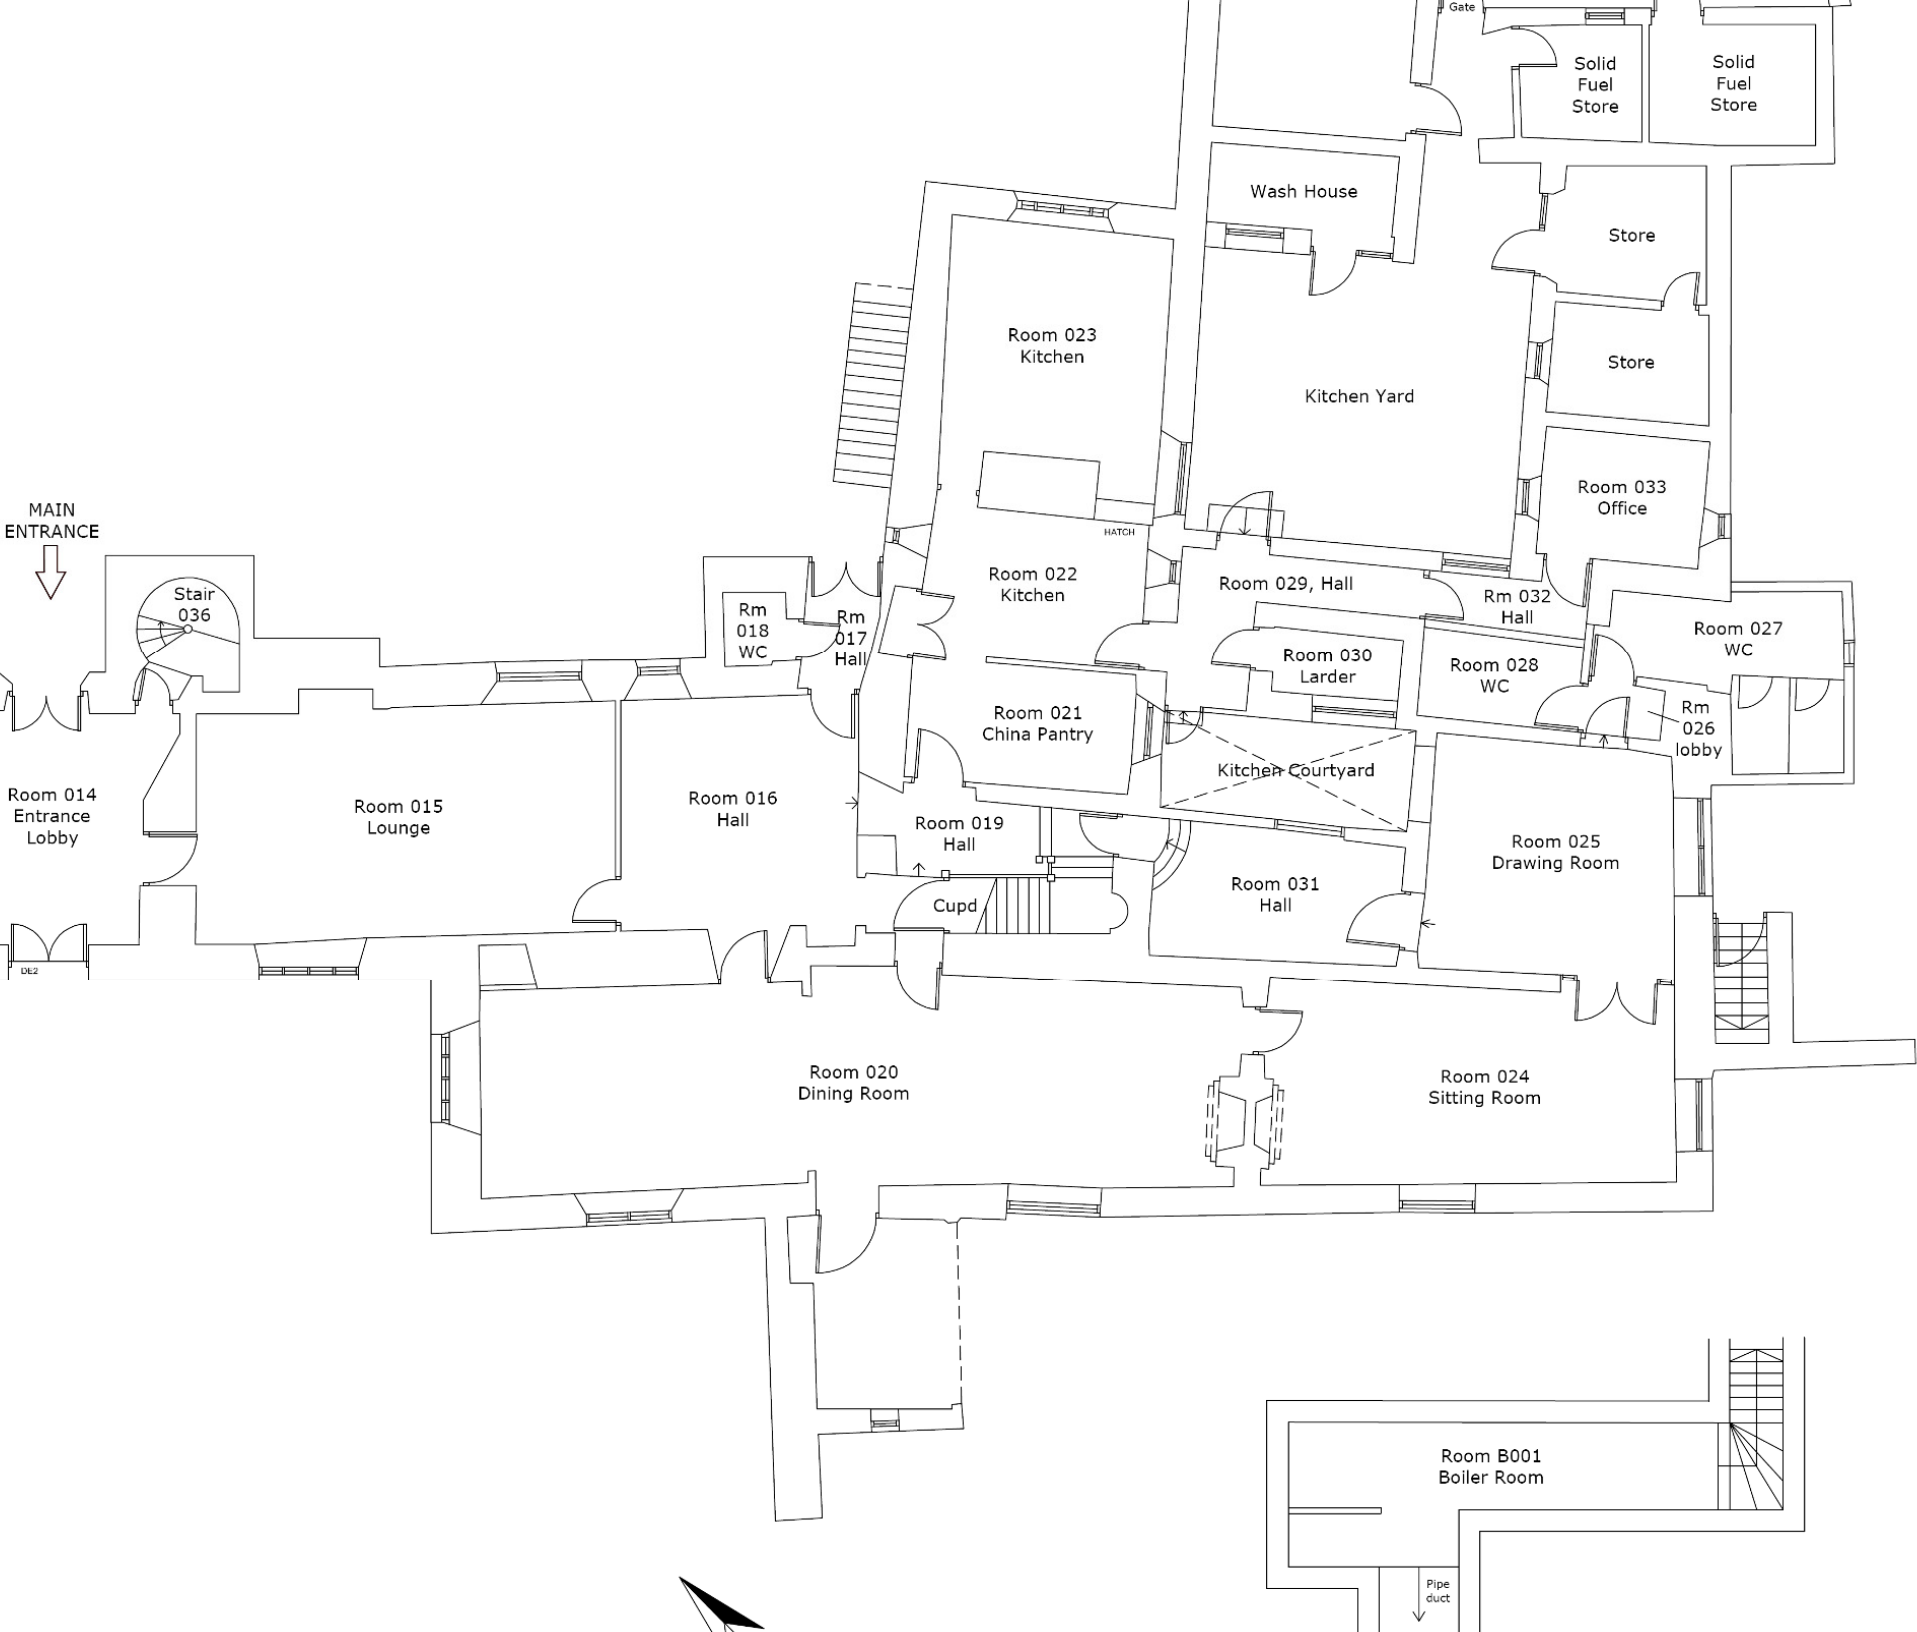 Gate
Solid
Fuel
Store
Solid
Fuel
Store
Wash House
Store
Room 023
Kitchen
Store
Kitchen Yard
Room 033
Office
MAIN
ENTRANCE
HATCH
Stair
036
Room 022
Kitchen
Room 029, Hall
Rm 032
Hall
Rm
018
WC
Rm
017
Hall
Room 027
WC
Room 030
Larder
Room 028
WC
Room 021
China Pantry
Rm
026
lobby
Kitchen Courtyard
Room 014
Entrance
Lobby
Room 015
Lounge
Room 016
Hall
Room 019
Hall
Room 025
Drawing Room
Cupd
Room 031
Hall
DE2
Room 020
Dining Room
Room 024
Sitting Room
Room B001
Boiler Room
Pipe
duct